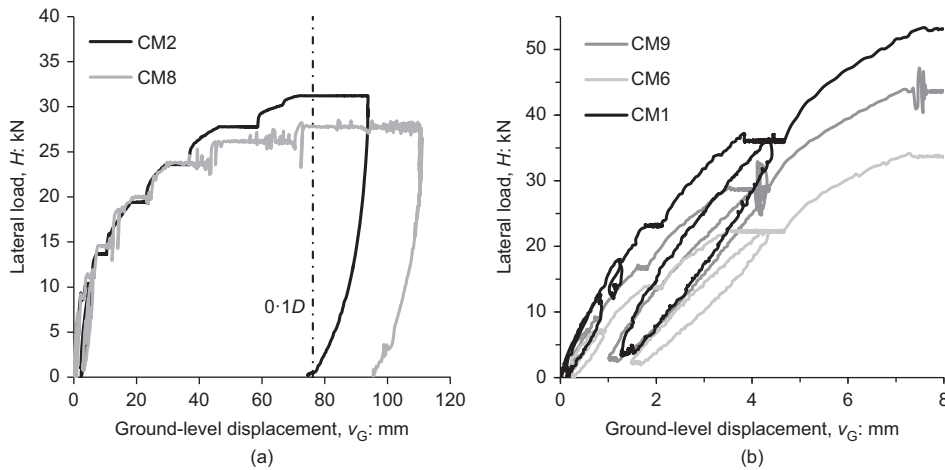 40
35
30
25
20
15
10
5
0
Lateral load, H: kN
CM2
CM8
0·1D
0 20 40 60 80 100 120
Ground-level displacement, vG: mm
(a)
50
40
30
20
10
0
Lateral load, H: kN
CM9
CM6
CM1
0 2 4 6 8
Ground-level displacement, vG: mm
(b)